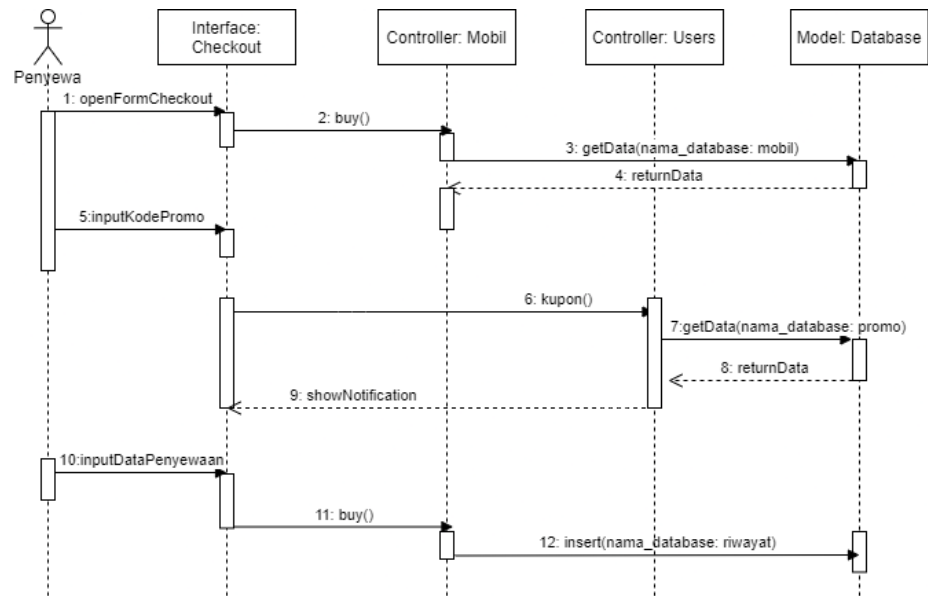 Interface:
Checkout
Controller: Mobil
Controller: Users
Model: Database
Penyewa
1: openFormCheckout
2: buy()
3: getData(nama_database: mobil)
4: returnData
5:inputKodePromo
6: kupon()
7:getData(nama_database: promo)
8: returnData
9: showNotification
10:inputDataPenyewaan
11: buy()
12: insert(nama_database: riwayat)